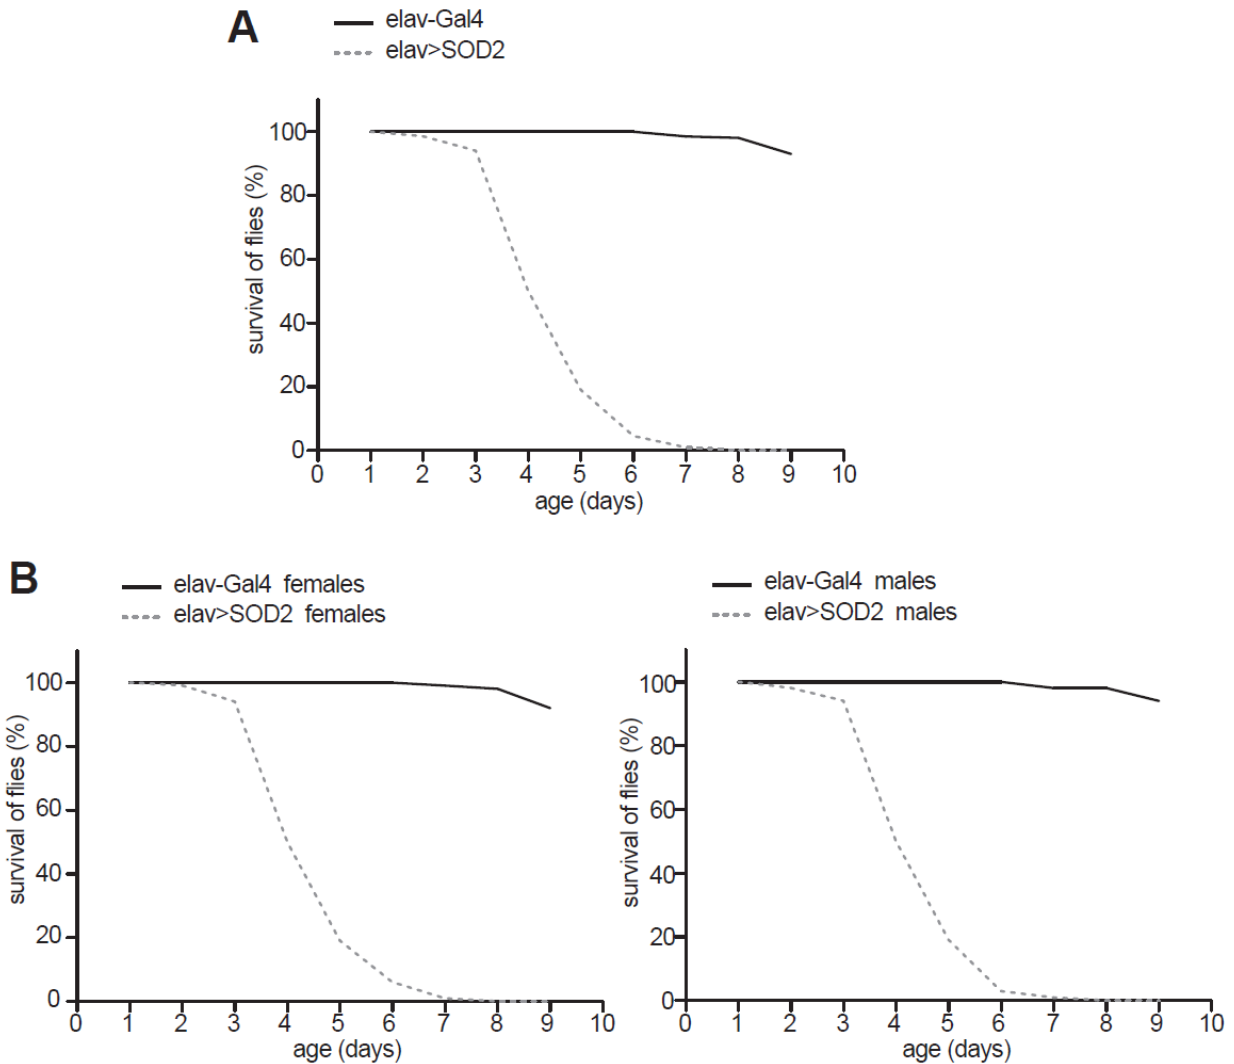 A
elav-Gal4
elav>SOD2
survival of flies (%)
100
80
60
40
20
0
0 1 2 3 4 5 6 7 8 9 10
age (days)
B
elav-Gal4 females
elav>SOD2 females
survival of flies (%)
100
80
60
40
20
0
0 1 2 3 4 5 6 7 8 9 10
age (days)
elav-Gal4 males
elav>SOD2 males
survival of flies (%)
100
80
60
40
20
0
0 1 2 3 4 5 6 7 8 9 10
age (days)